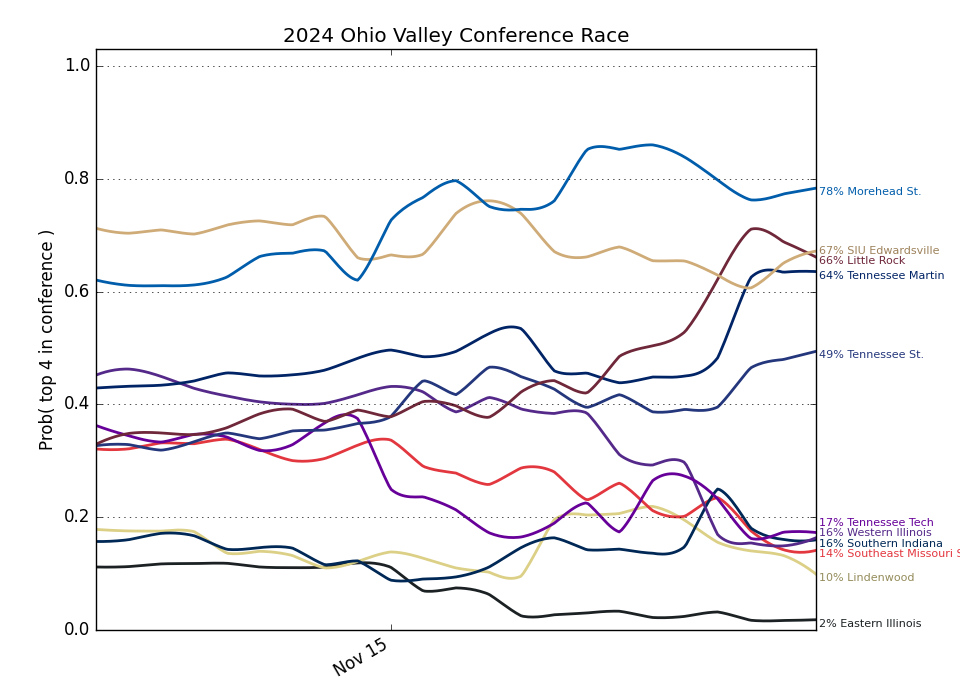 2024 Ohio Valley Conference Race
Prob( top 4 in conference )
1.0
0.8
0.6
0.4
0.2
0.0
Nov 15
78% Morehead St.
67% SIU Edwardsville
66% Little Rock
64% Tennessee Martin
49% Tennessee St.
17% Tennessee Tech
16% Western Illinois
16% Southern Indiana
14% Southeast Missouri S
10% Lindenwood
2% Eastern Illinois